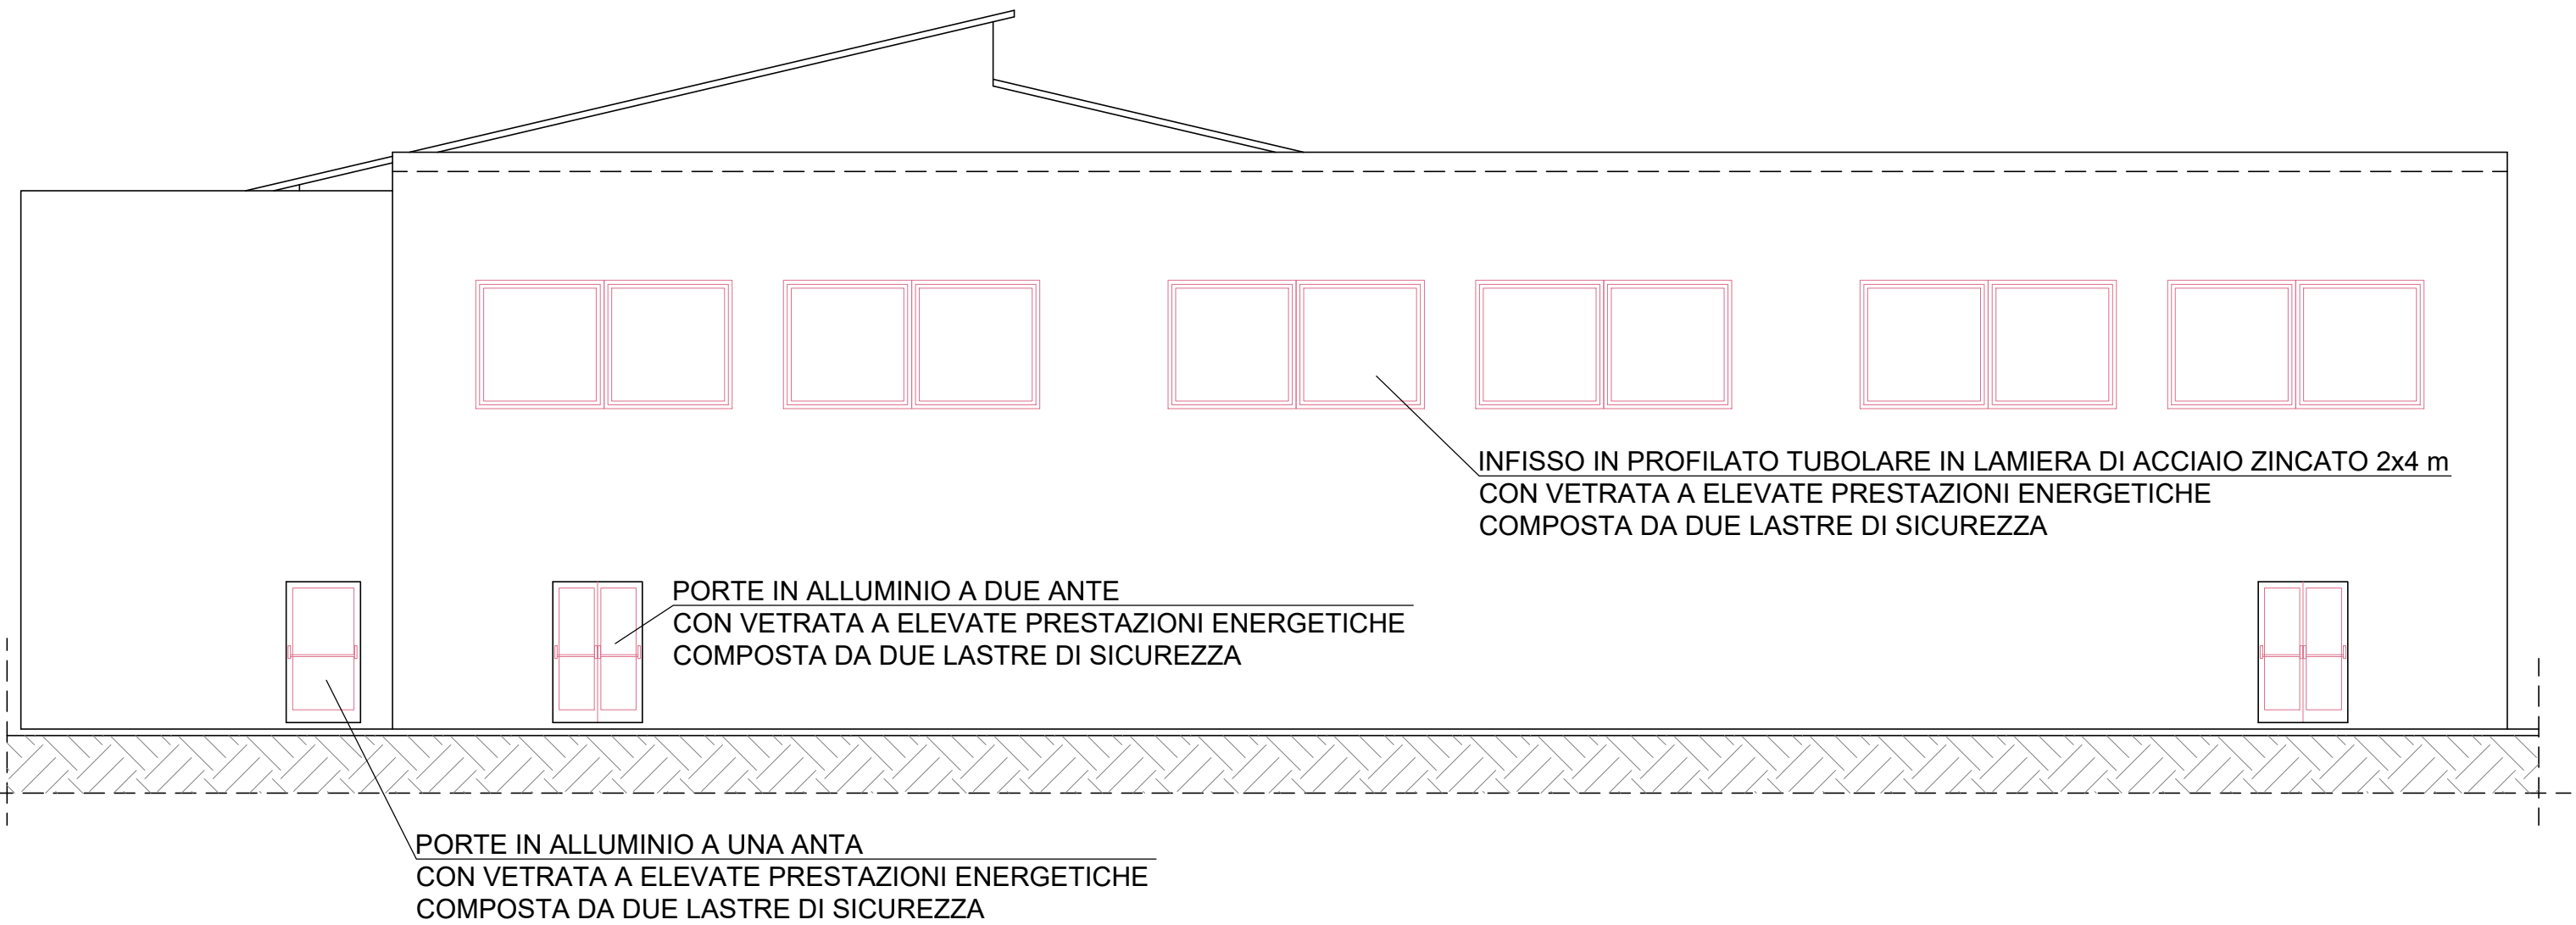 INFISSO IN PROFILATO TUBOLARE IN LAMIERA DI ACCIAIO ZINCATO 2x4 m
CON VETRATA A ELEVATE PRESTAZIONI ENERGETICHE
COMPOSTA DA DUE LASTRE DI SICUREZZA
PORTE IN ALLUMINIO A DUE ANTE
CON VETRATA A ELEVATE PRESTAZIONI ENERGETICHE
COMPOSTA DA DUE LASTRE DI SICUREZZA
PORTE IN ALLUMINIO A UNA ANTA
CON VETRATA A ELEVATE PRESTAZIONI ENERGETICHE
COMPOSTA DA DUE LASTRE DI SICUREZZA